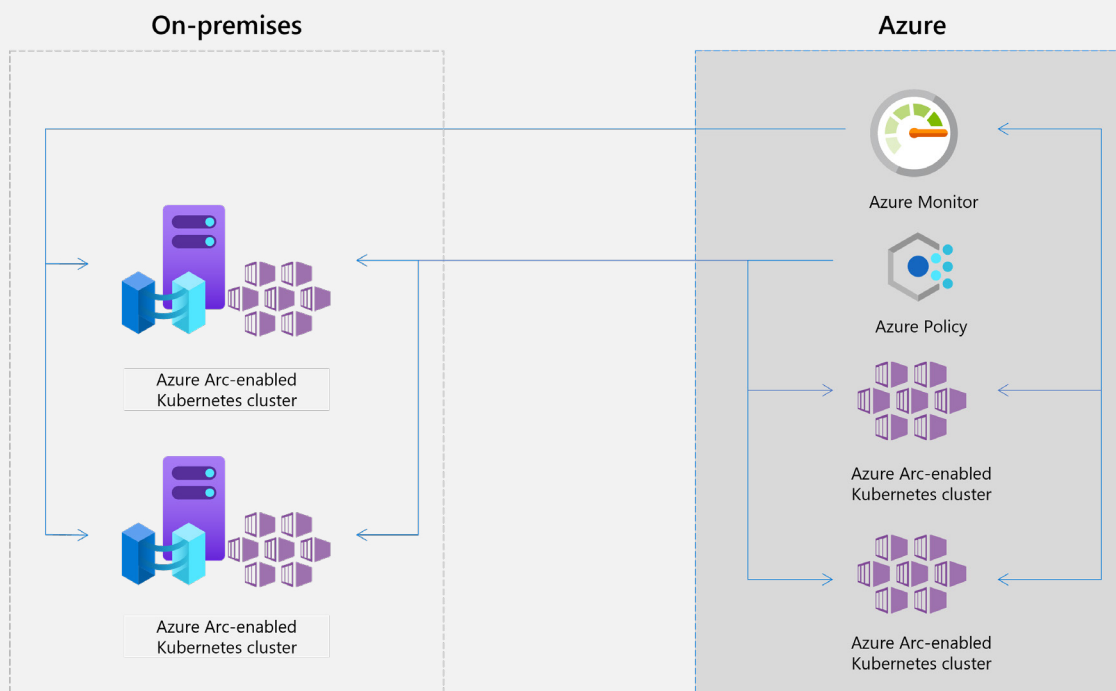 On-premises
Azure
Azure Monitor
Azure Policy
Azure Arc-enabled
Kubernetes cluster
Azure Arc-enabled
Kubernetes cluster
Azure Arc-enabled
Kubernetes cluster
Azure Arc-enabled
Kubernetes cluster